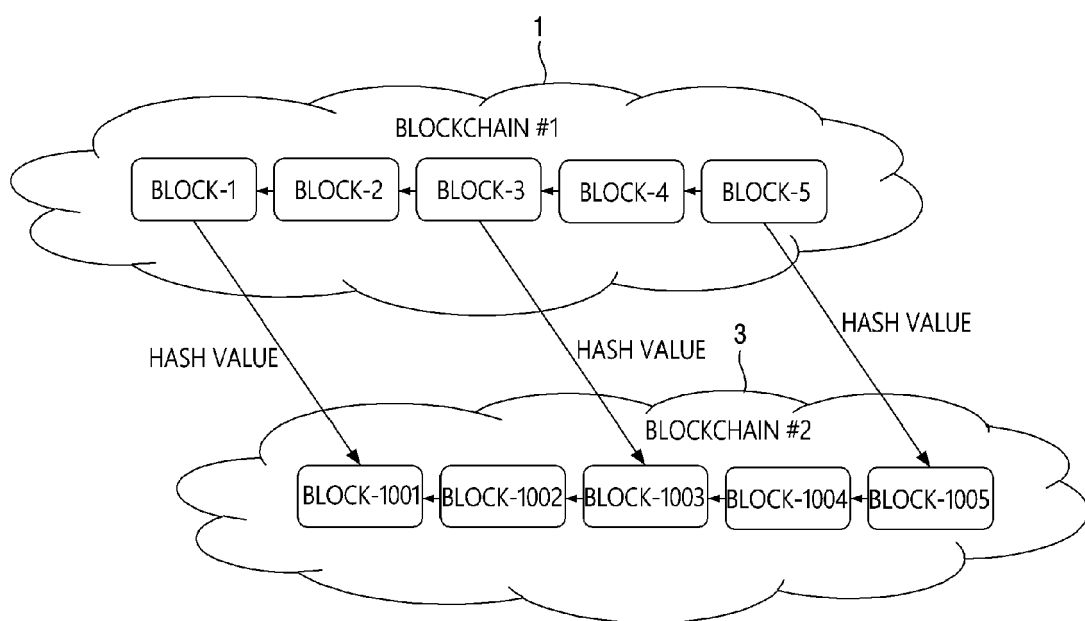 1
BLOCKCHAIN #1
BLOCK-1 BLOCK-2 BLOCK-3 BLOCK-4 BLOCK-5
HASH VALUE HASH VALUE HASH VALUE
3
BLOCKCHAIN #2
BLOCK-1001 BLOCK-1002 BLOCK-1003 BLOCK-1004 BLOCK-1005